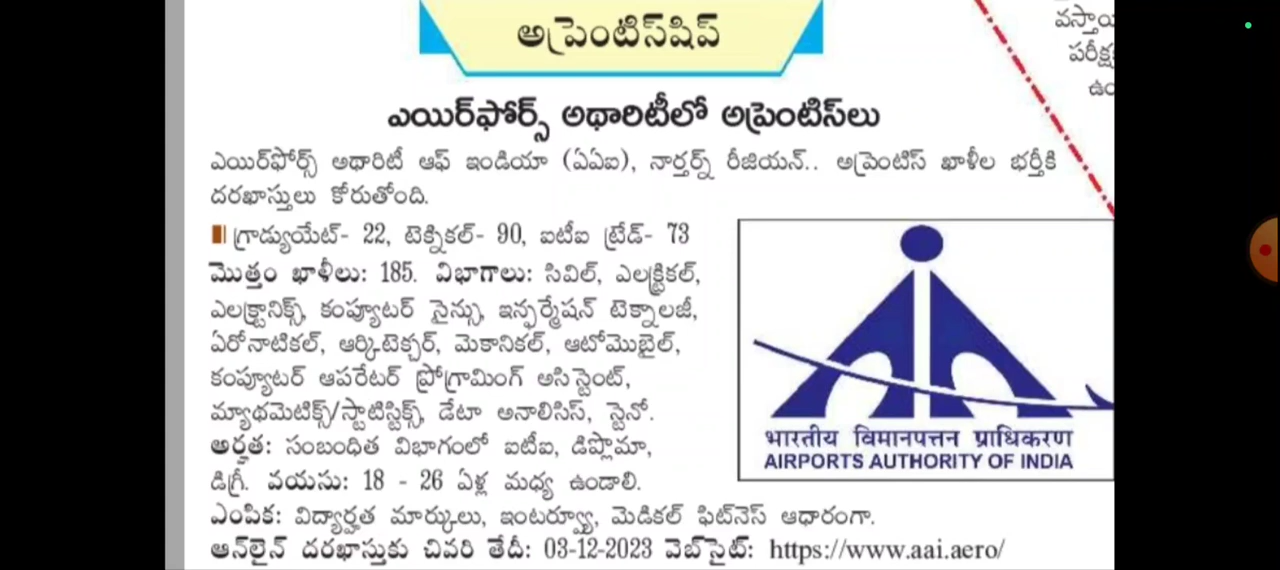 అప్రెంటిస్‌షిప్
వస్తాయి
పరీక్ష
ఎయిర్‌ఫోర్స్ అథారిటీలో అప్రెంటిస్‌లు
ఎయిర్‌ఫోర్స్ అథారిటీ ఆఫ్ ఇండియా (ఏఏఐ), నార్తర్న్ రీజియన్.. అప్రెంటిస్ ఖాళీల భర్తీకి
దరఖాస్తులు కోరుతోంది.
గ్రాడ్యుయేట్- 22, టెక్నికల్- 90, ఐటీఐ ట్రేడ్- 73
మొత్తం ఖాళీలు: 185. విభాగాలు: సివిల్, ఎలక్ట్రికల్,
ఎలక్ట్రానిక్స్, కంప్యూటర్ సైన్సు, ఇన్ఫర్మేషన్ టెక్నాలజీ,
ఏరోనాటికల్, ఆర్కిటెక్చర్, మెకానికల్, ఆటోమొబైల్,
కంప్యూటర్ ఆపరేటర్ ప్రోగ్రామింగ్ అసిస్టెంట్,
మ్యాథమెటిక్స్/స్టాటిస్టిక్స్, డేటా అనాలిసిస్, స్టెనో.
అర్హత: సంబంధిత విభాగంలో ఐటీఐ, డిప్లొమా,
డిగ్రీ. వయసు: 18 - 26 ఏళ్ల మధ్య ఉండాలి.
ఎంపిక: విద్యార్హత మార్కులు, ఇంటర్వ్యూ, మెడికల్ ఫిట్‌నెస్ ఆధారంగా.
ఆన్‌లైన్ దరఖాస్తుకు చివరి తేదీ: 03-12-2023 వెబ్‌సైట్: https://www.aai.aero/
भारतीय विमानपत्तन प्राधिकरण
AIRPORTS AUTHORITY OF INDIA